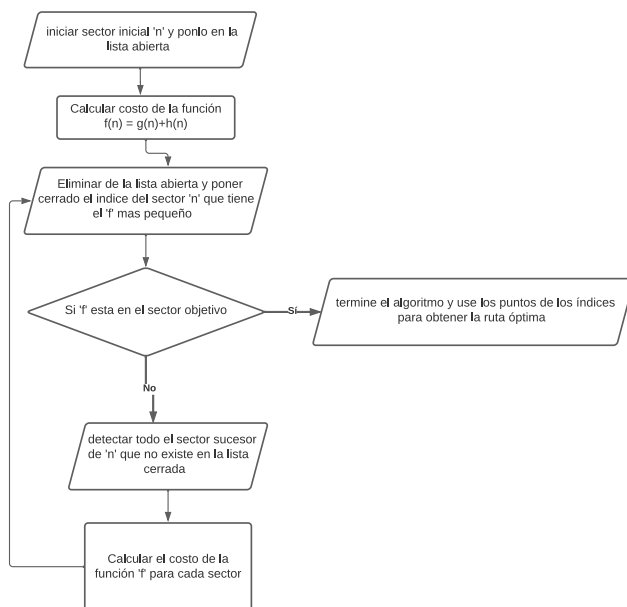 iniciar sector inicial 'n' y ponlo en la
lista abierta
Calcular costo de la función
f(n) = g(n)+h(n)
Eliminar de la lista abierta y poner
cerrado el indice del sector 'n' que tiene
el 'f' mas pequeño
Si 'f' esta en el sector objetivo
Sí
termine el algoritmo y use los puntos de los índices
para obtener la ruta óptima
No
detectar todo el sector sucesor
de 'n' que no existe en la lista
cerrada
Calcular el costo de la
función 'f' para cada sector